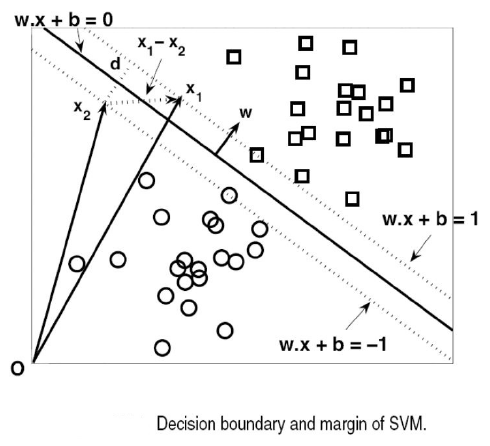 w.x + b = 0
x1–x2
d
x1
x2
w
w.x + b = 1
w.x + b = –1
O
Decision boundary and margin of SVM.